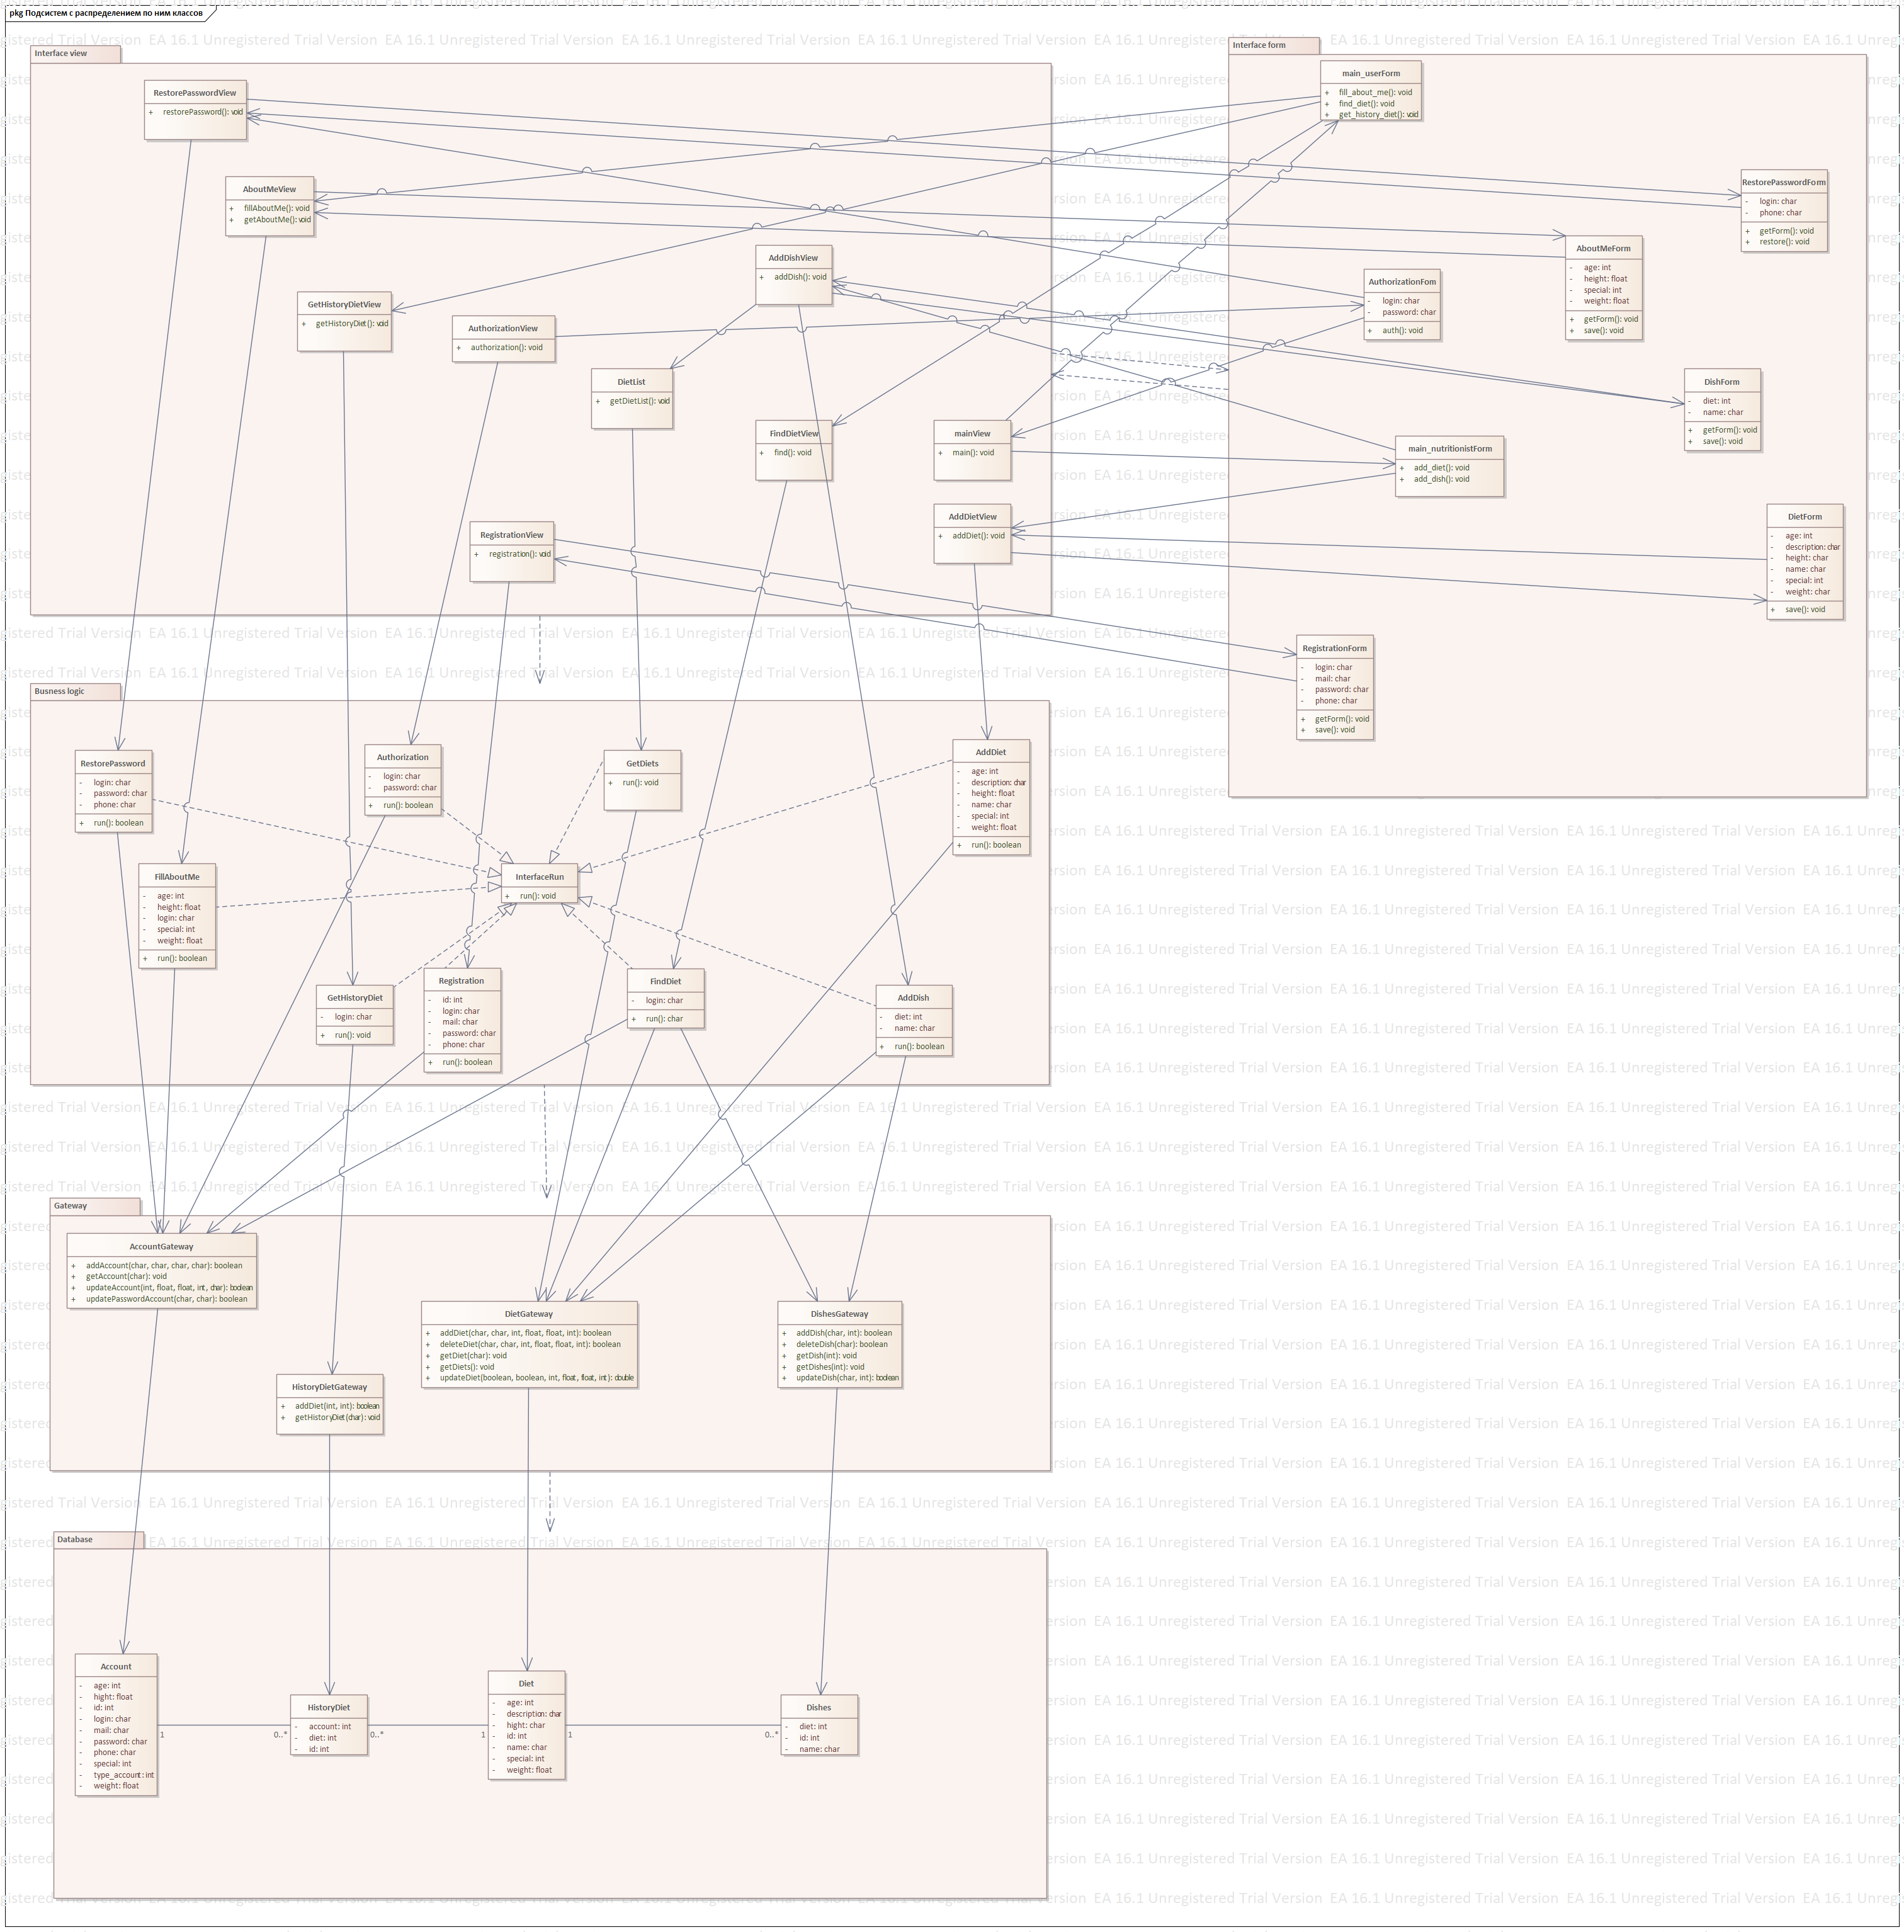 pkg Подсистем с распределением по ним классов
EA 16.1 Unregistered Trial Version
Interface view
RestorePasswordView
+ restorePassword(): void
AboutMeView
+ fillAboutMe(): void
+ getAboutMe(): void
AddDishView
+ addDish(): void
GetHistoryDietView
+ getHistoryDiet(): void
AuthorizationView
+ authorization(): void
DietList
+ getDietList(): void
FindDietView
+ find(): void
mainView
+ main(): void
AddDietView
+ addDiet(): void
RegistrationView
+ registration(): void
Interface form
main_userForm
+ fill_about_me(): void
+ find_diet(): void
+ get_history_diet(): void
RestorePasswordForm
- login: char
- phone: char
+ getForm(): void
+ restore(): void
AboutMeForm
- age: int
- height: float
- special: int
- weight: float
+ getForm(): void
+ save(): void
AuthorizationFom
- login: char
- password: char
+ auth(): void
DishForm
- diet: int
- name: char
+ getForm(): void
+ save(): void
main_nutritionistForm
+ add_diet(): void
+ add_dish(): void
DietForm
- age: int
- description: char
- height: char
- name: char
- special: int
- weight: char
+ save(): void
RegistrationForm
- login: char
- mail: char
- password: char
- phone: char
+ getForm(): void
+ save(): void
Busness logic
RestorePassword
- login: char
- password: char
- phone: char
+ run(): boolean
Authorization
- login: char
- password: char
+ run(): boolean
GetDiets
+ run(): void
AddDiet
- age: int
- description: char
- height: float
- name: char
- special: int
- weight: float
+ run(): boolean
FillAboutMe
- age: int
- height: float
- login: char
- special: int
- weight: float
+ run(): boolean
InterfaceRun
+ run(): void
GetHistoryDiet
- login: char
+ run(): void
Registration
- id: int
- login: char
- mail: char
- password: char
- phone: char
+ run(): boolean
FindDiet
- login: char
+ run(): char
AddDish
- diet: int
- name: char
+ run(): boolean
Gateway
AccountGateway
+ addAccount(char, char, char, char): boolean
+ getAccount(char): void
+ updateAccount(int, float, float, int, char): boolean
+ updatePasswordAccount(char, char): boolean
DietGateway
+ addDiet(char, char, int, float, float, int): boolean
+ deleteDiet(char, char, int, float, float, int): boolean
+ getDiet(char): void
+ getDiets(): void
+ updateDiet(boolean, boolean, int, float, float, int): double
DishesGateway
+ addDish(char, int): boolean
+ deleteDish(char): boolean
+ getDish(int): void
+ getDishes(int): void
+ updateDish(char, int): boolean
HistoryDietGateway
+ addDiet(int, int): boolean
+ getHistoryDiet(char): void
Database
Account
- age: int
- hight: float
- id: int
- login: char
- mail: char
- password: char
- phone: char
- special: int
- type_account: int
- weight: float
1
0..*
HistoryDiet
- account: int
- diet: int
- id: int
0..*
1
Diet
- age: int
- description: char
- hight: char
- id: int
- name: char
- special: int
- weight: float
1
0..*
Dishes
- diet: int
- id: int
- name: char